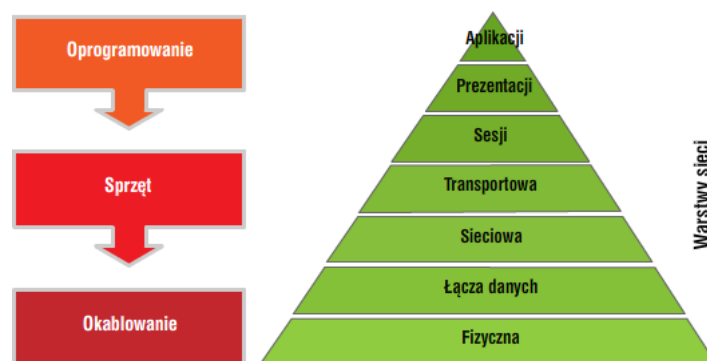 Oprogramowanie
Sprzęt
Okablowanie
Aplikacji
Prezentacji
Sesji
Transportowa
Sieciowa
Łącza danych
Fizyczna
Warstwy sieci